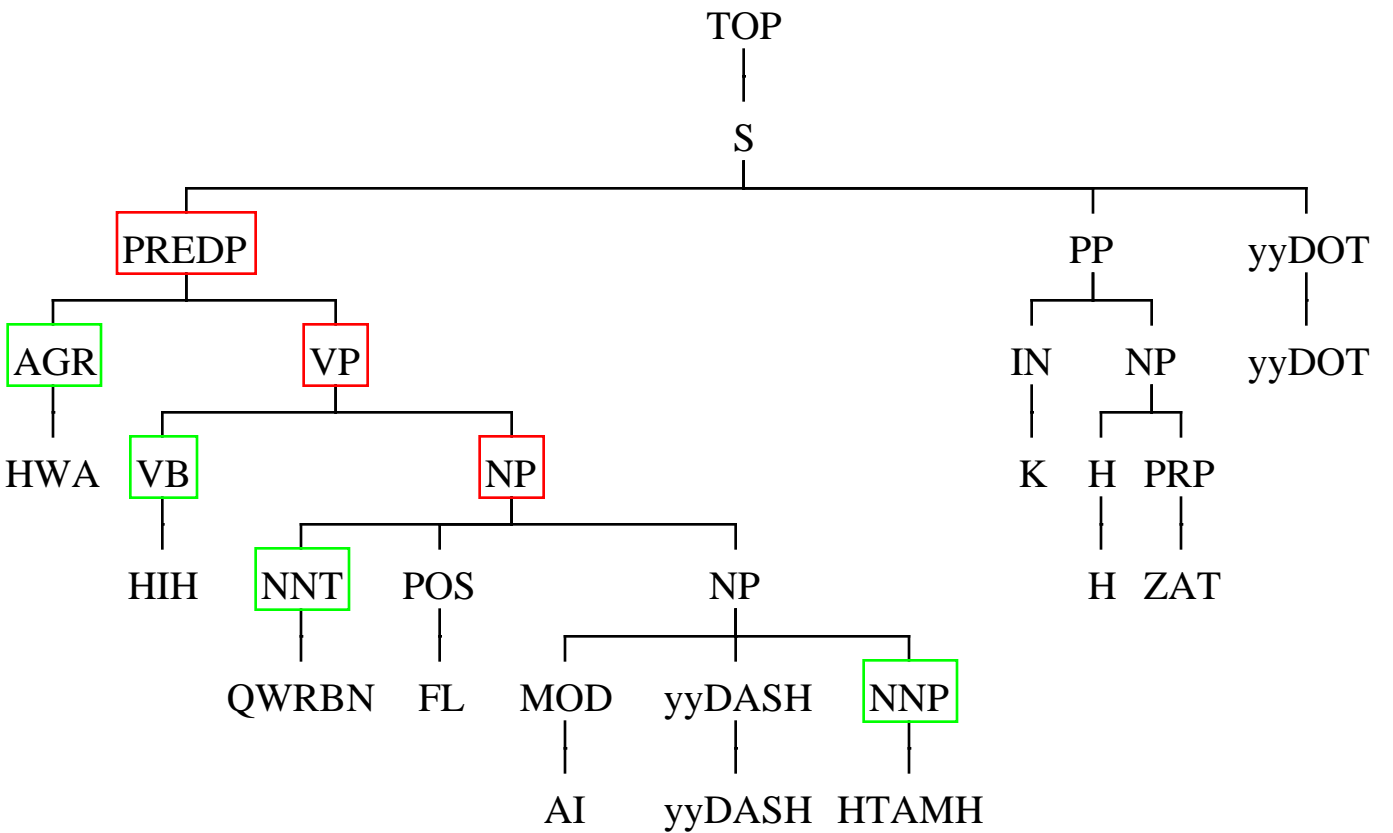 TOP
S
PREDP PP yyDOT
AGR VP IN NP yyDOT
HWA VB NP K H PRP
HIH NNT POS NP H ZAT
QWRBN FL MOD yyDASH NNP
AI yyDASH HTAMH